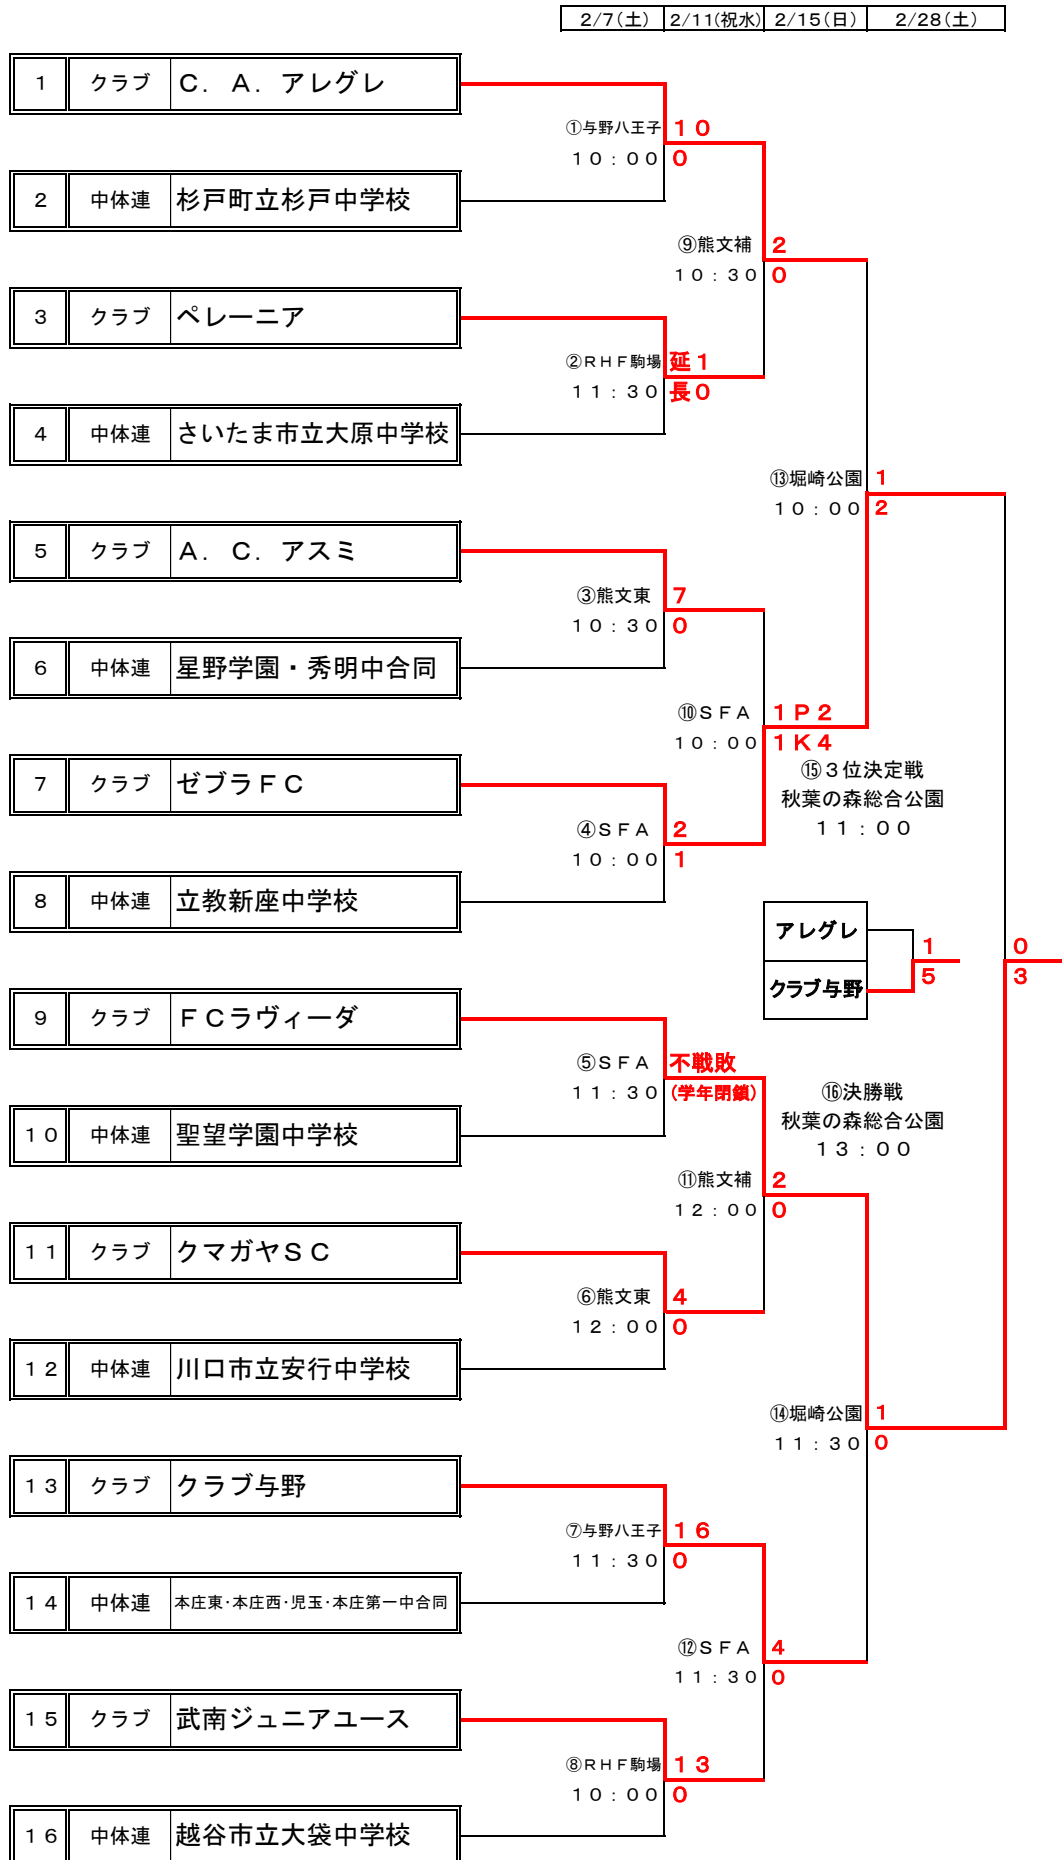 2/7(土) 2/11(祝水) 2/15(日) 2/28(土)
1 クラブ Ｃ．Ａ．アレグレ
①与野八王子 １０
１０：００ ０
2 中体連 杉戸町立杉戸中学校
⑨熊文補 ２
１０：３０ ０
3 クラブ ペレーニア
②ＲＨＦ駒場 延１
１１：３０ 長０
4 中体連 さいたま市立大原中学校
⑬堀崎公園 １
１０：００ ２
5 クラブ Ａ．Ｃ．アスミ
③熊文東 ７
１０：３０ ０
6 中体連 星野学園・秀明中合同
⑩ＳＦＡ １Ｐ２
１０：００ １Ｋ４
⑮３位決定戦
7 クラブ ゼブラＦＣ
秋葉の森総合公園
④ＳＦＡ ２ １１：００
１０：００ １
8 中体連 立教新座中学校
アレグレ
１ ０
クラブ与野 ５ ３
9 クラブ ＦＣラヴィーダ
⑤ＳＦＡ 不戦敗
１１：３０ (学年閉鎖) ⑯決勝戦
秋葉の森総合公園
10 中体連 聖望学園中学校
１３：００
⑪熊文補 ２
１２：００ ０
11 クラブ クマガヤＳＣ
⑥熊文東 ４
１２：００ ０
12 中体連 川口市立安行中学校
⑭堀崎公園 １
１１：３０ ０
13 クラブ クラブ与野
⑦与野八王子 １６
１１：３０ ０
14 中体連 本庄東・本庄西・児玉・本庄第一中合同
⑫ＳＦＡ ４
１１：３０ ０
15 クラブ 武南ジュニアユース
⑧ＲＨＦ駒場 １３
１０：００ ０
16 中体連 越谷市立大袋中学校